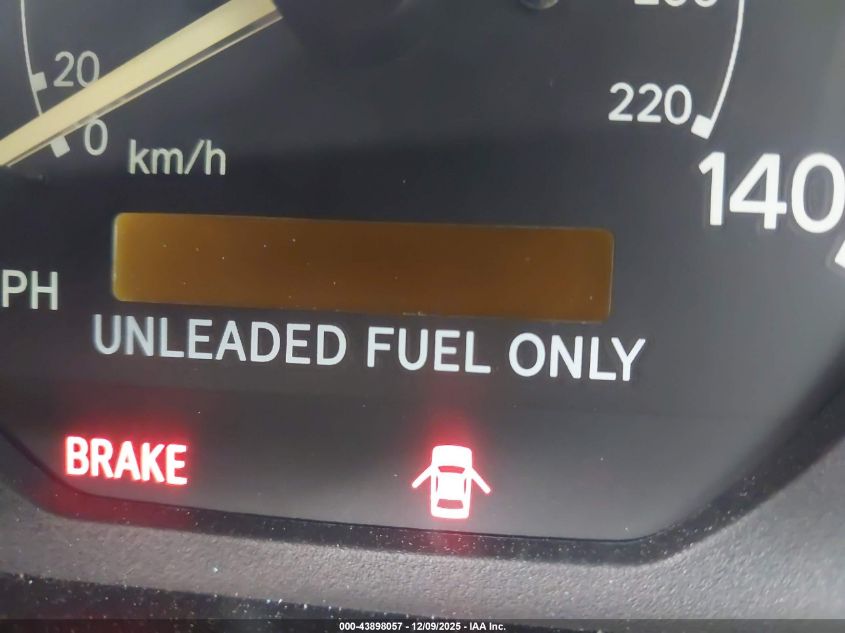 20
0
km/h
220
140
PH
UNLEADED FUEL ONLY
BRAKE
000-43898057 - 12/09/2025 - IAA Inc.